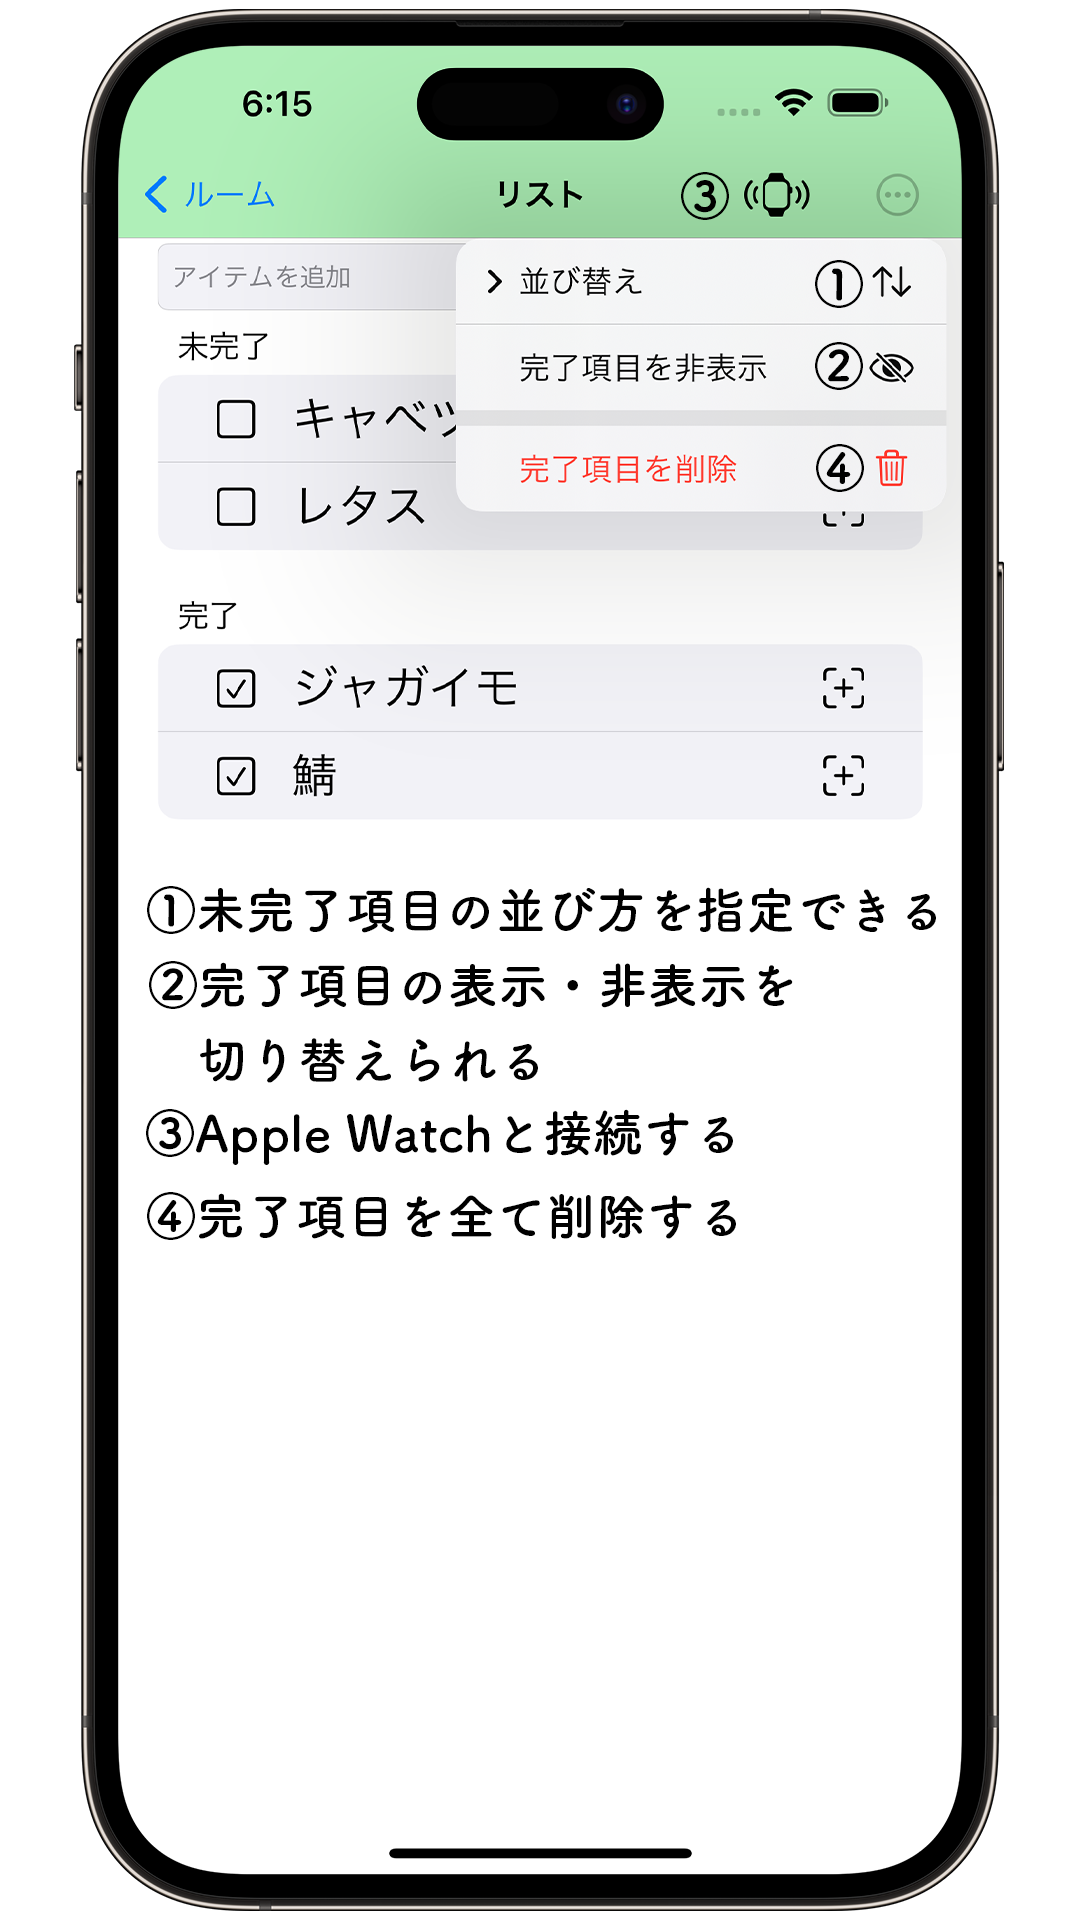 6:15
ルーム
リスト
③
アイテムを追加
並び替え
①
未完了
完了項目を非表示
②
キャベツ
完了項目を削除
④
レタス
完了
ジャガイモ
鯖
①未完了項目の並び方を指定できる
②完了項目の表示・非表示を
切り替えられる
③Apple Watchと接続する
④完了項目を全て削除する